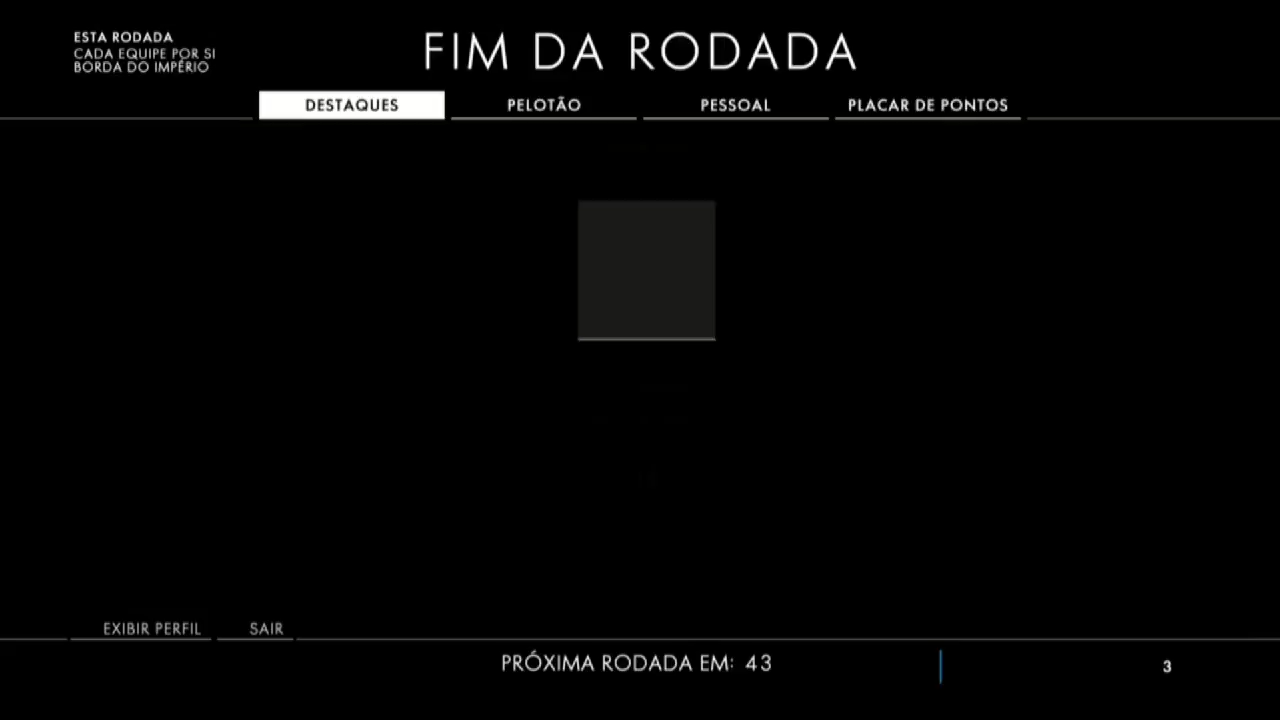 ESTA RODADA
CADA EQUIPE POR SI
BORDA DO IMPÉRIO
FIM DA RODADA
DESTAQUES
PELOTÃO
PESSOAL
PLACAR DE PONTOS
EXIBIR PERFIL
SAIR
PRÓXIMA RODADA EM: 43
3